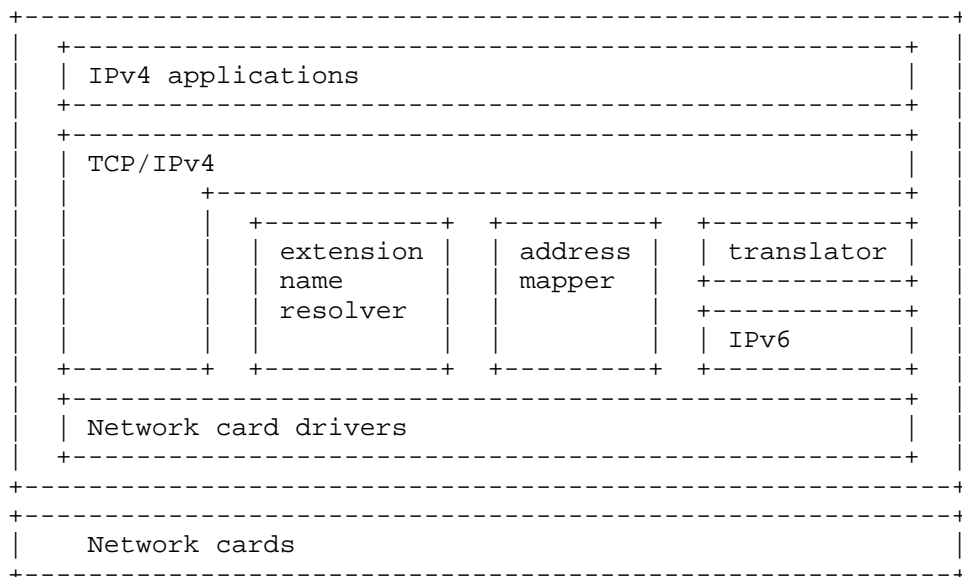 IPv4 applications
TCP/IPv4
extension address translator
name mapper
resolver
IPv6
Network card drivers
Network cards